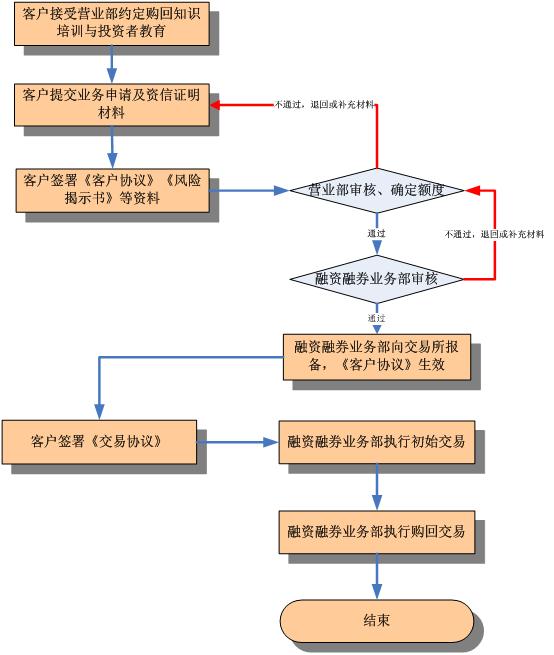 客户接受营业部约定购回知识
培训与投资者教育
客户提交业务申请及资信证明
材料
不通过，退回或补充材料
客户签署《客户协议》《风险
揭示书》等资料
营业部审核、确定额度
通过
不通过，退回或补充材料
融资融券业务部审核
通过
融资融券业务部向交易所报
备，《客户协议》生效
客户签署《交易协议》
融资融券业务部执行初始交易
融资融券业务部执行购回交易
结束